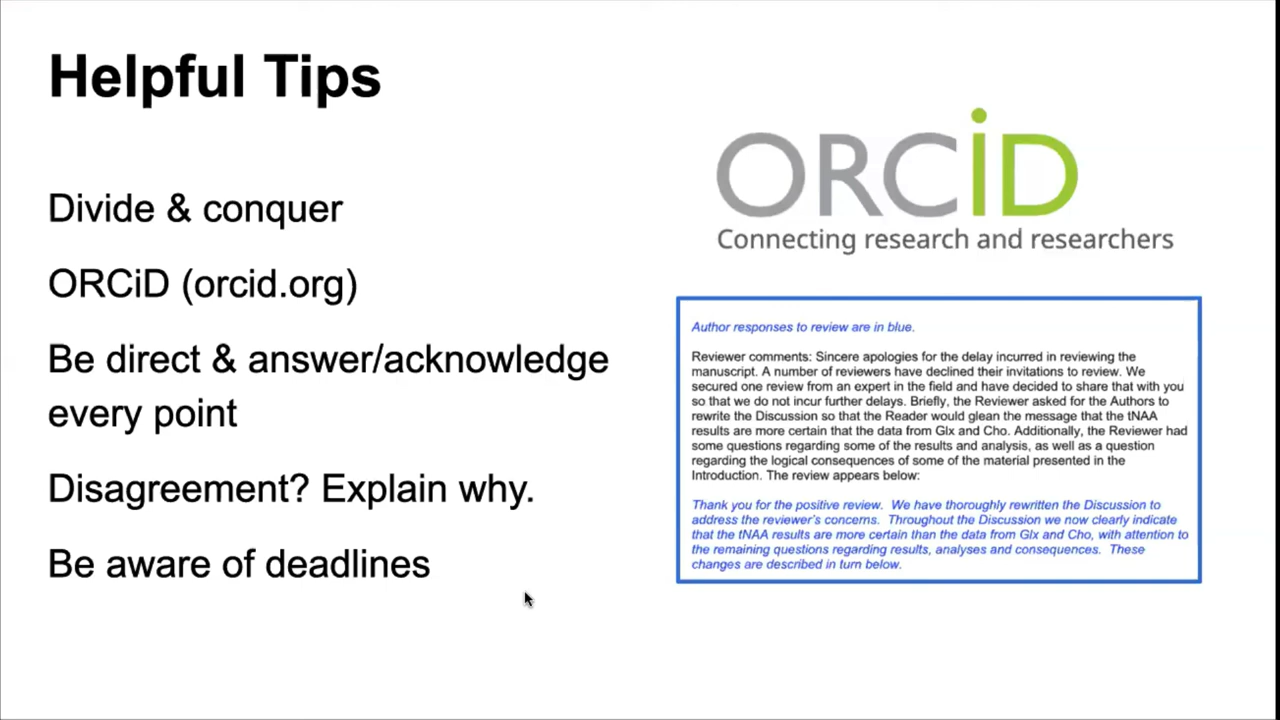 Helpful Tips
Divide & conquer
ORCiD (orcid.org)
Be direct & answer/acknowledge
every point
Disagreement? Explain why.
Be aware of deadlines
ORCiD
Connecting research and researchers
Author responses to review are in blue.
Reviewer comments: Sincere apologies for the delay incurred in reviewing the
manuscript. A number of reviewers have declined their invitations to review. We
secured one review from an expert in the field and have decided to share that with you
so that we do not incur further delays. Briefly, the Reviewer asked for the Authors to
rewrite the Discussion so that the Reader would glean the message that the tNAA
results are more certain that the data from Glx and Cho. Additionally, the Reviewer had
some questions regarding some of the results and analysis, as well as a question
regarding the logical consequences of some of the material presented in the
Introduction. The review appears below:
Thank you for the positive review. We have thoroughly rewritten the Discussion to
address the reviewer's concerns. Throughout the Discussion we now clearly indicate
that the tNAA results are more certain than the data from Glx and Cho, with attention to
the remaining questions regarding results, analyses and consequences. These
changes are described in turn below.